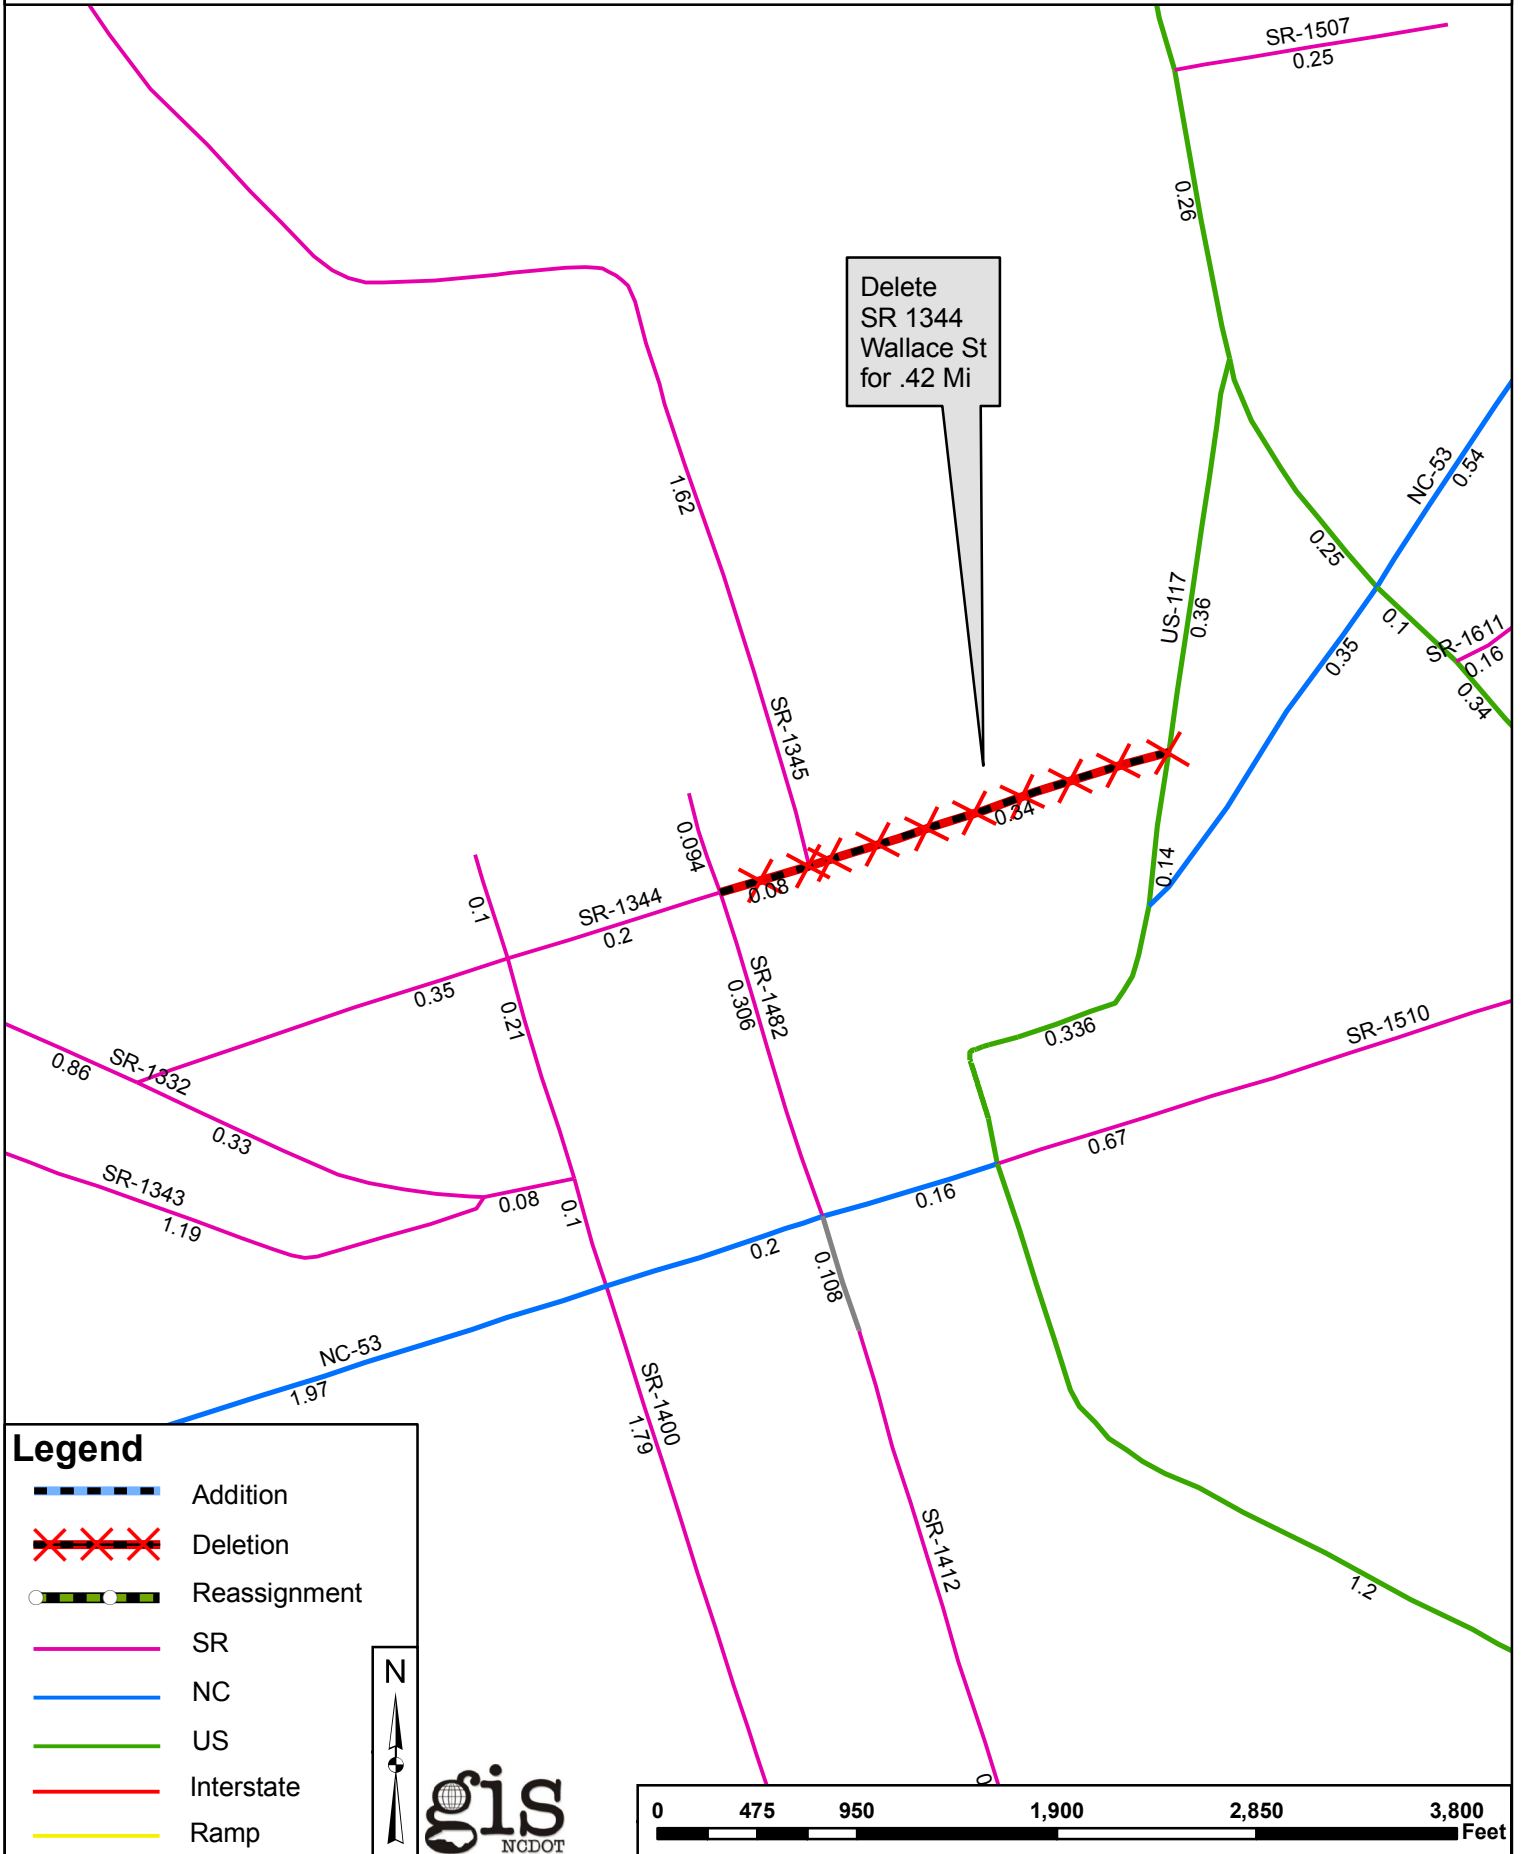 SR-1507
0.25
0.26
Delete
SR 1344
Wallace St
for .42 Mi
NC-53
0.54
1.62
0.25
US-117
0.36
0.1
SR-1611
0.16
0.35
0.34
SR-1345
0.34
0.094
0.14
0.08
0.1
SR-1344
0.2
SR-1482
0.306
0.35
0.21
SR-1510
0.336
SR-1332
0.86
0.33
0.67
SR-1343
1.19
0.08
0.1
0.16
0.2
0.108
NC-53
1.97
SR-1400
1.79
SR-1412
1.2
0
Legend
Addition
Deletion
Reassignment
SR
NC
US
Interstate
Ramp
N
gis
NCDOT
0 475 950 1,900 2,850 3,800
Feet